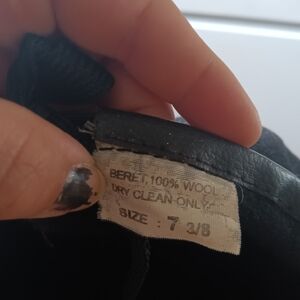 BERET, 100% WOOL
DRY CLEAN ONLY
SIZE : 7 3/8